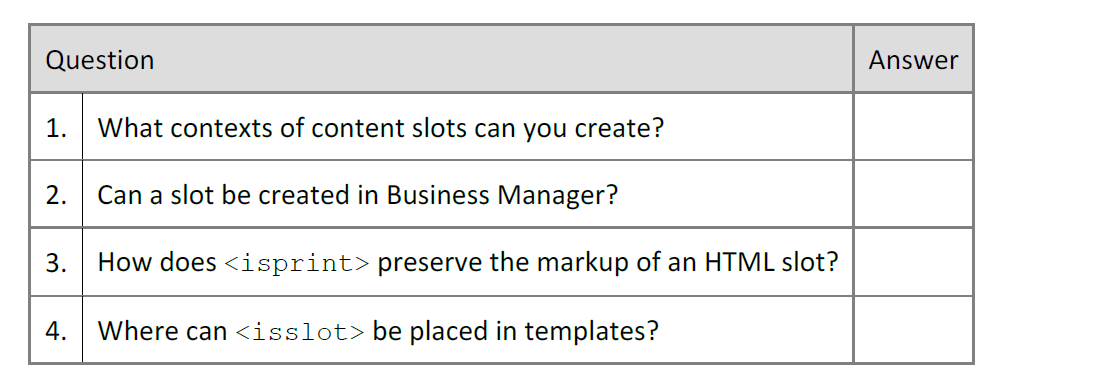 Question Answer
1. What contexts of content slots can you create?
2. Can a slot be created in Business Manager?
3. How does <isprint> preserve the markup of an HTML slot?
4. Where can <isslot> be placed in templates?